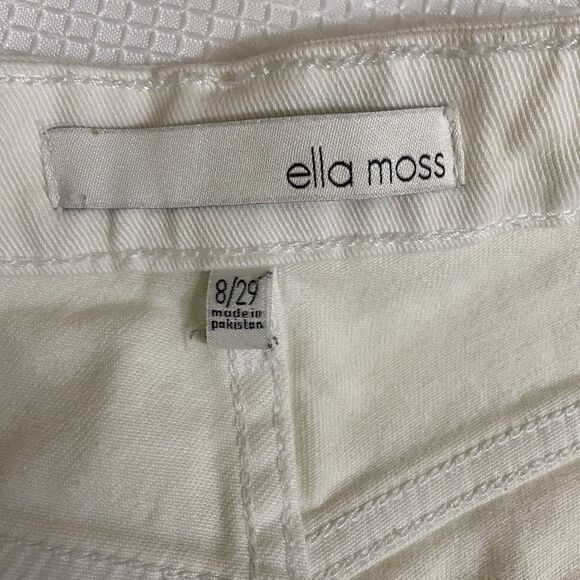 ella moss
8/29
made in
pakistan